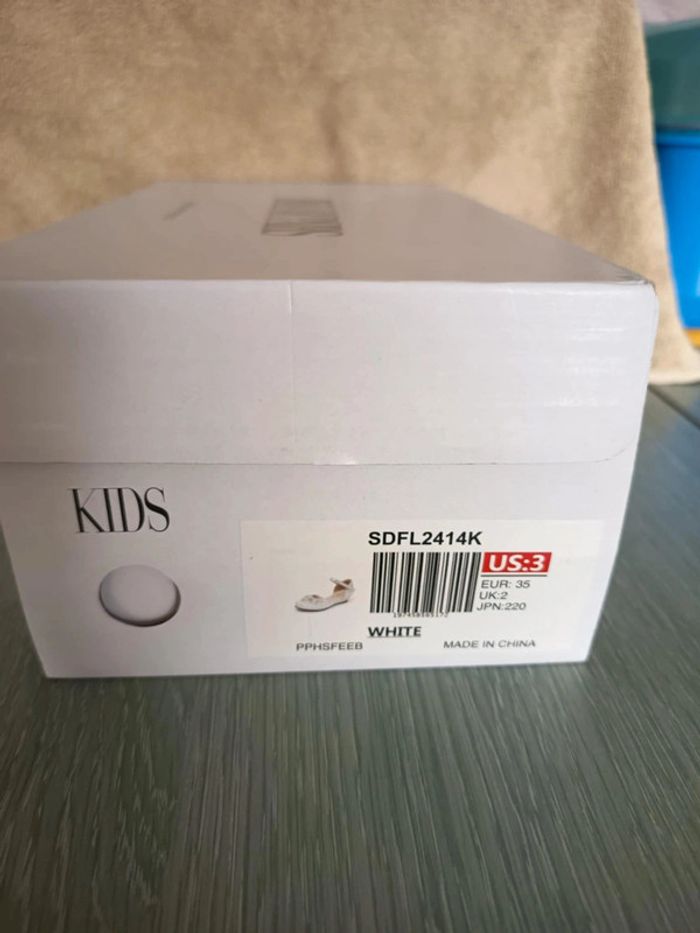 KIDS
SDFL2414K
US:3
EUR: 35
UK:2
JPN:220
WHITE
PPHSFEEB
MADE IN CHINA